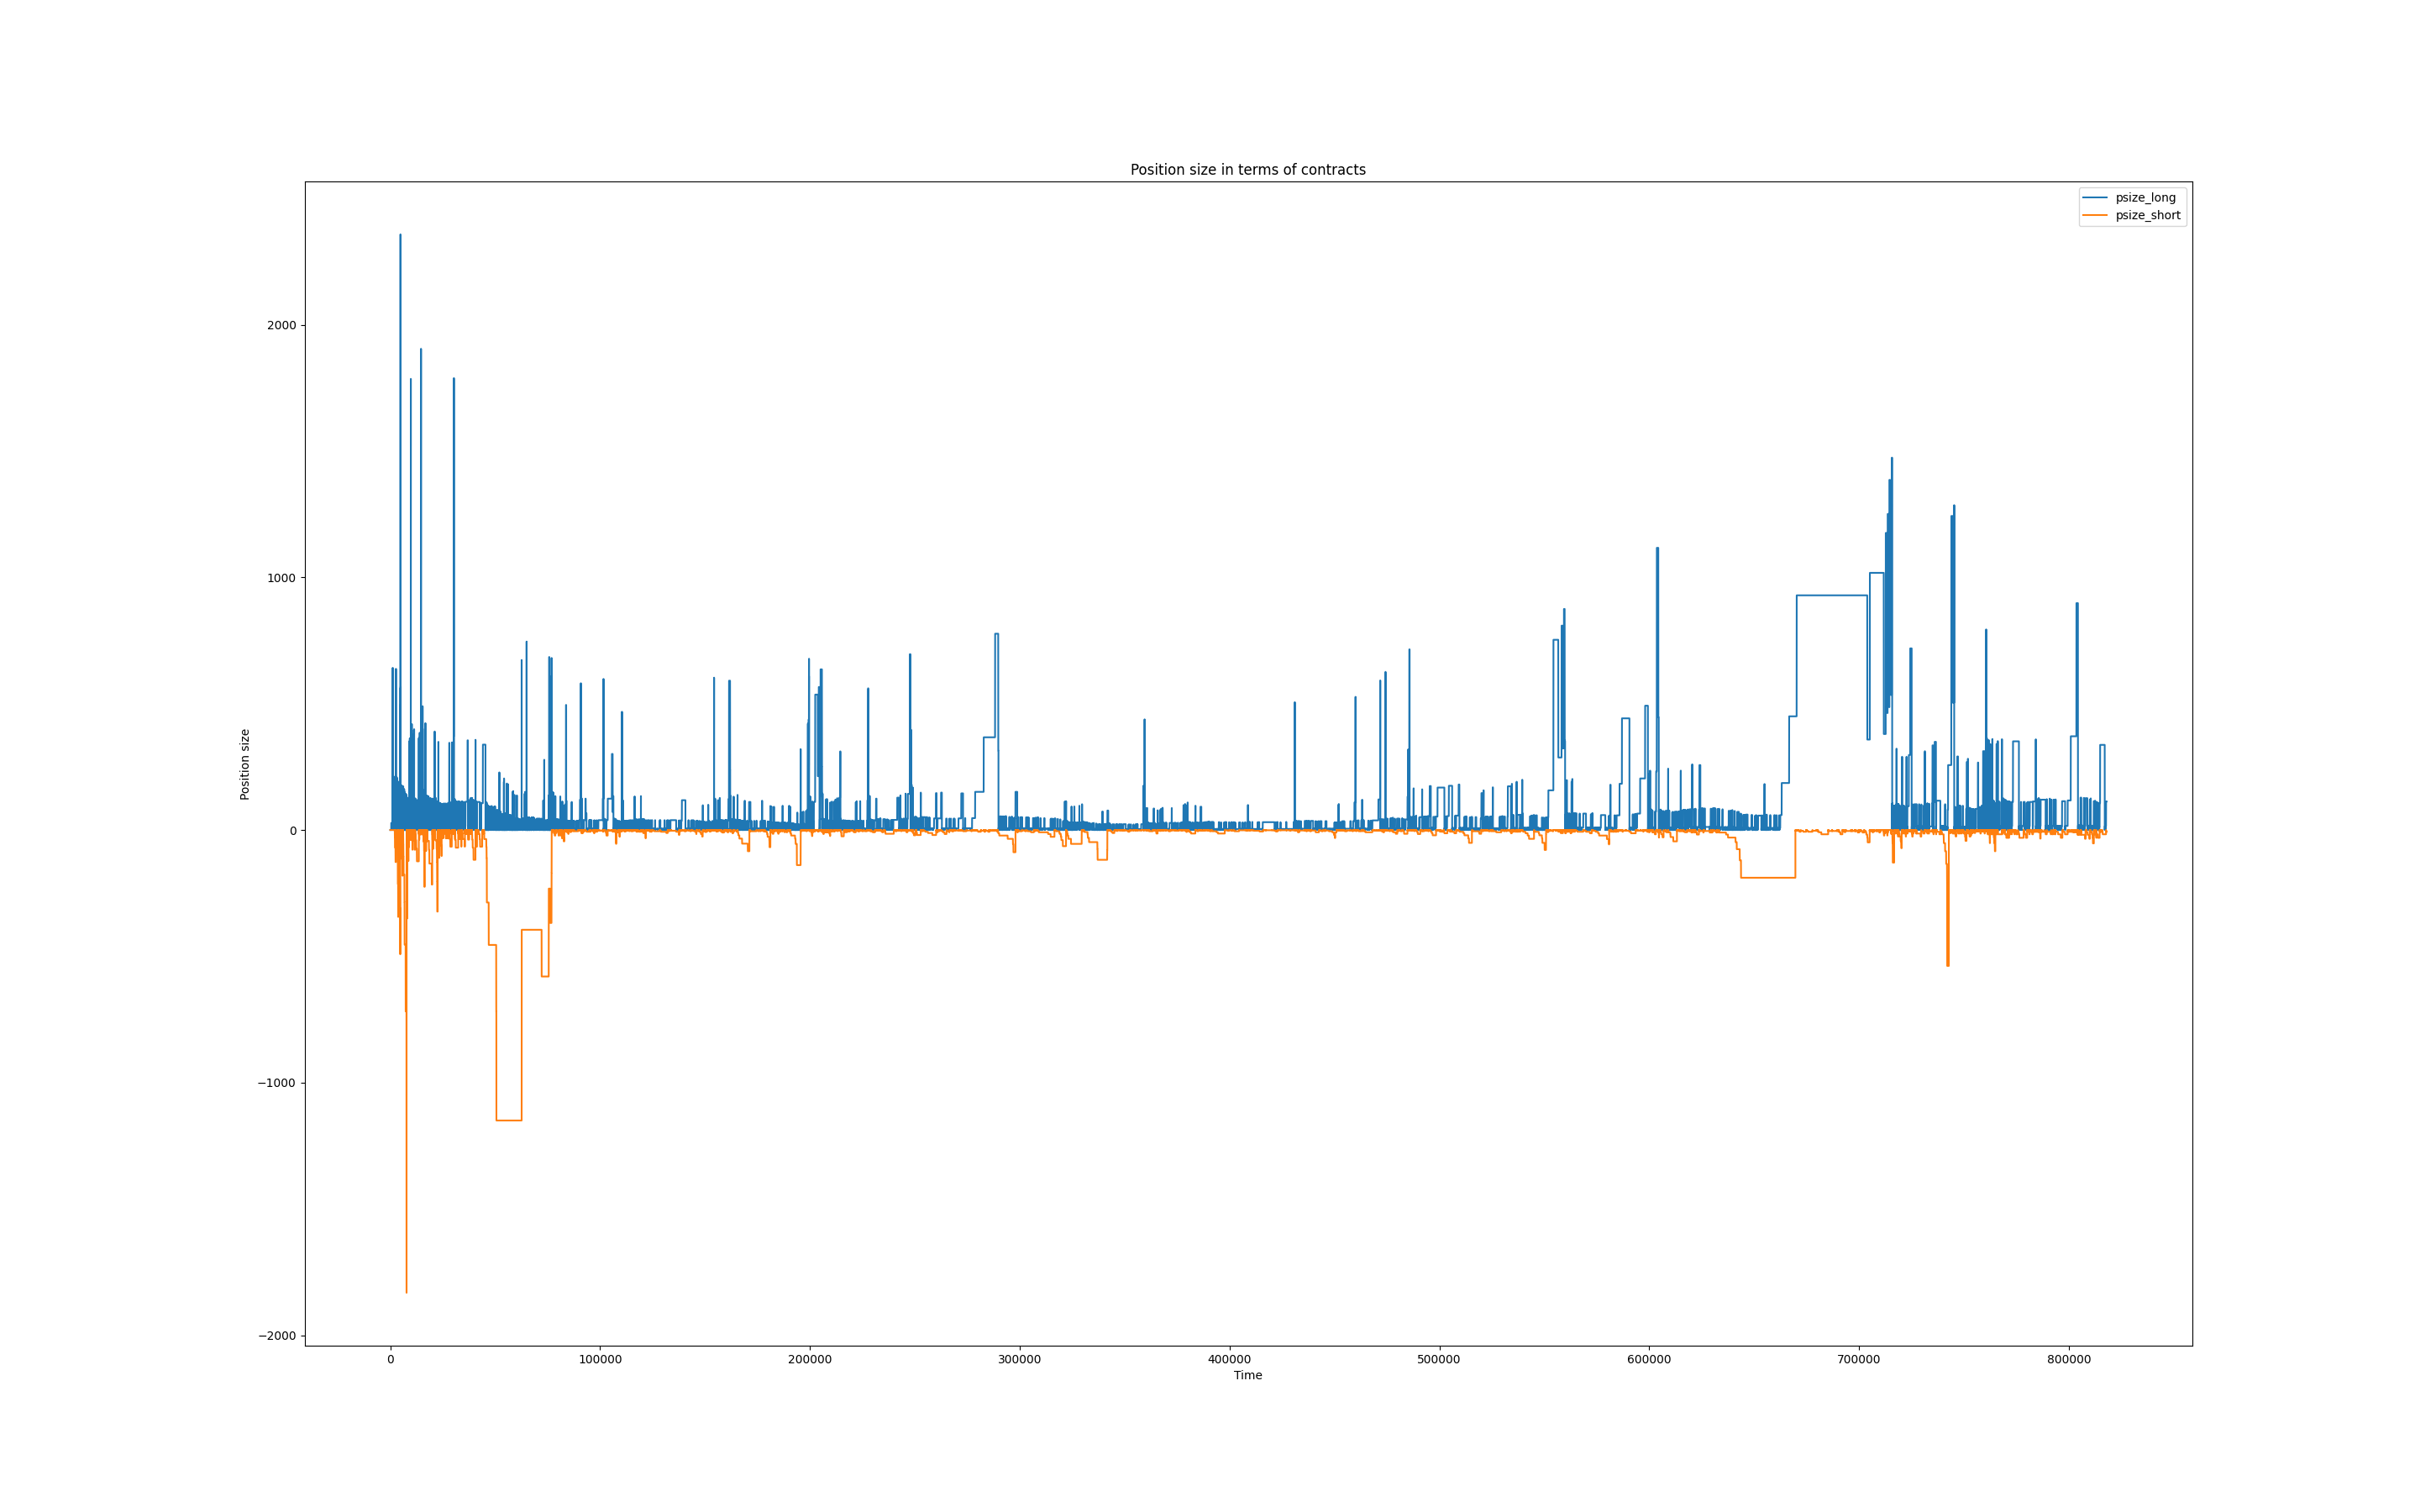 Position size in terms of contracts
psize_long
psize_short
Position size
2000
1000
0
−1000
−2000
0 100000 200000 300000 400000 500000 600000 700000 800000
Time